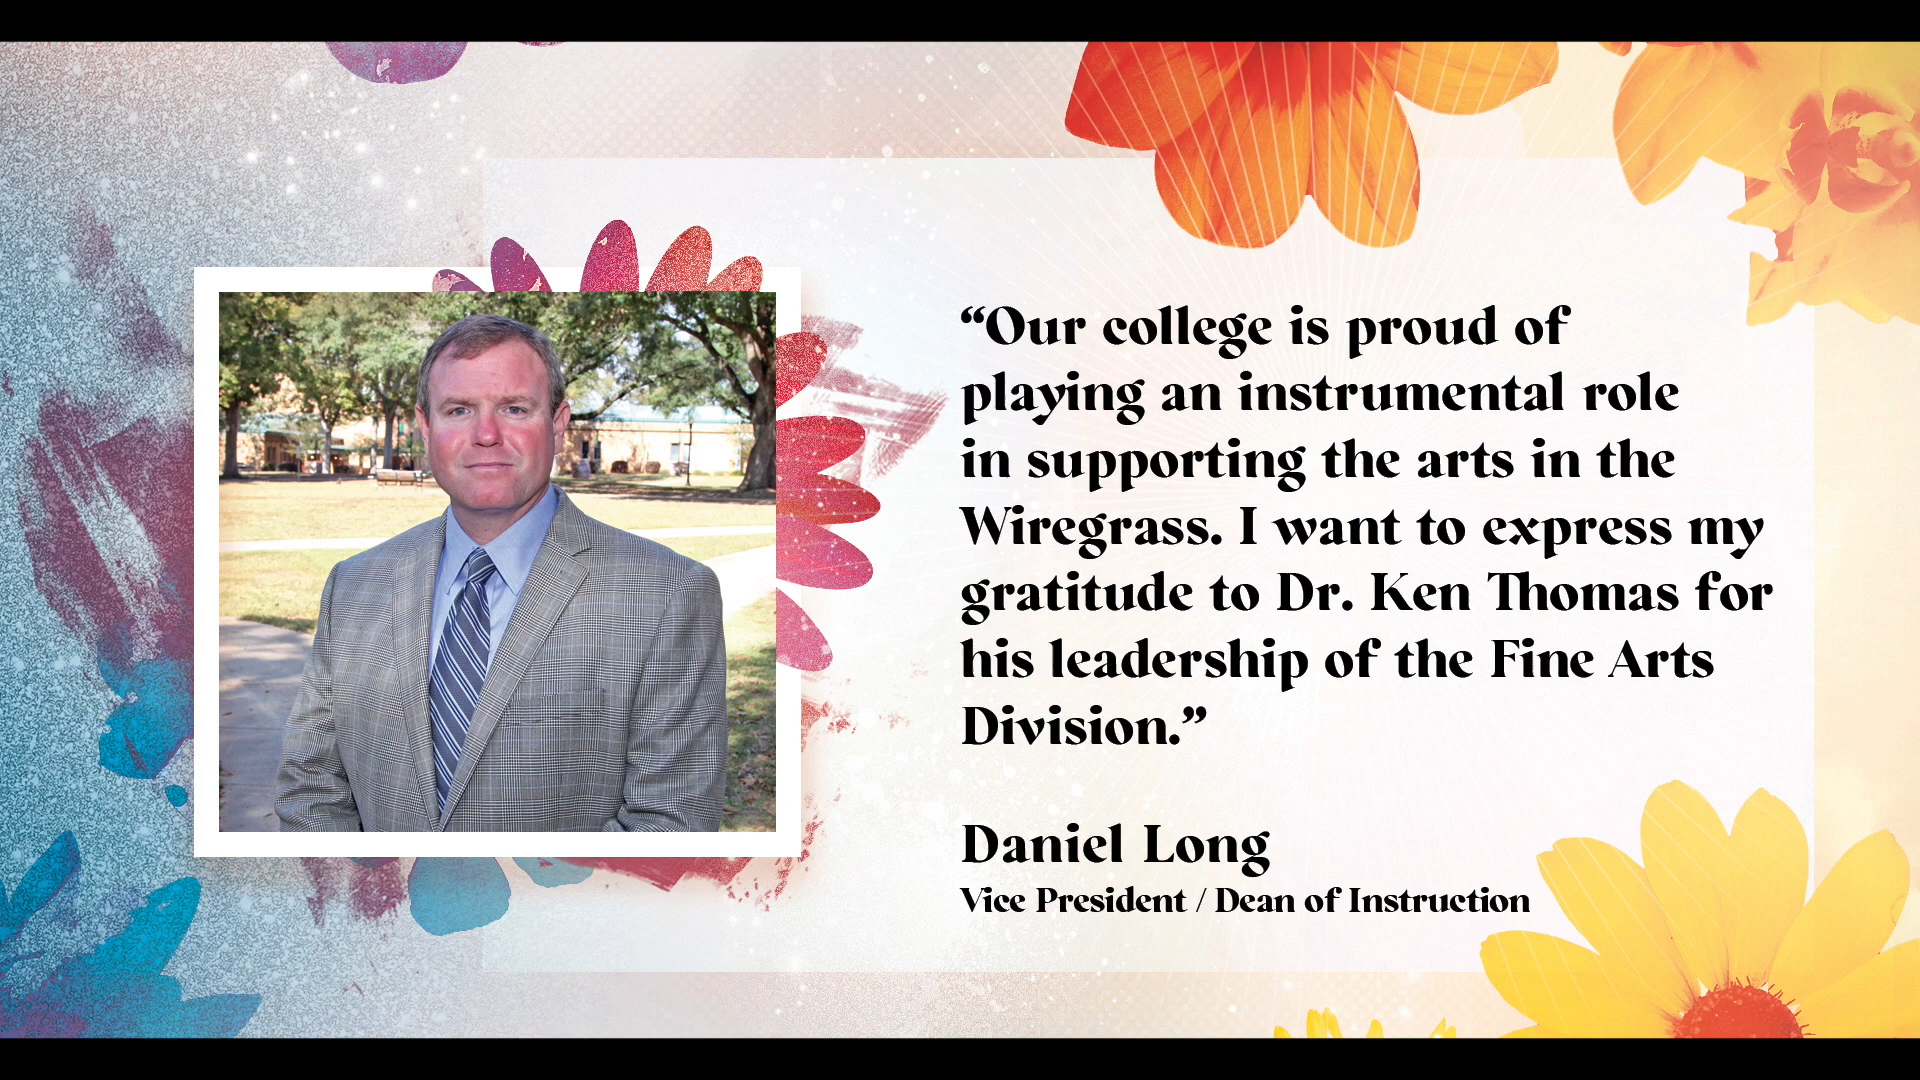 “Our college is proud of
playing an instrumental role
in supporting the arts in the
Wiregrass. I want to express my
gratitude to Dr. Ken Thomas for
his leadership of the Fine Arts
Division.”
Daniel Long
Vice President / Dean of Instruction